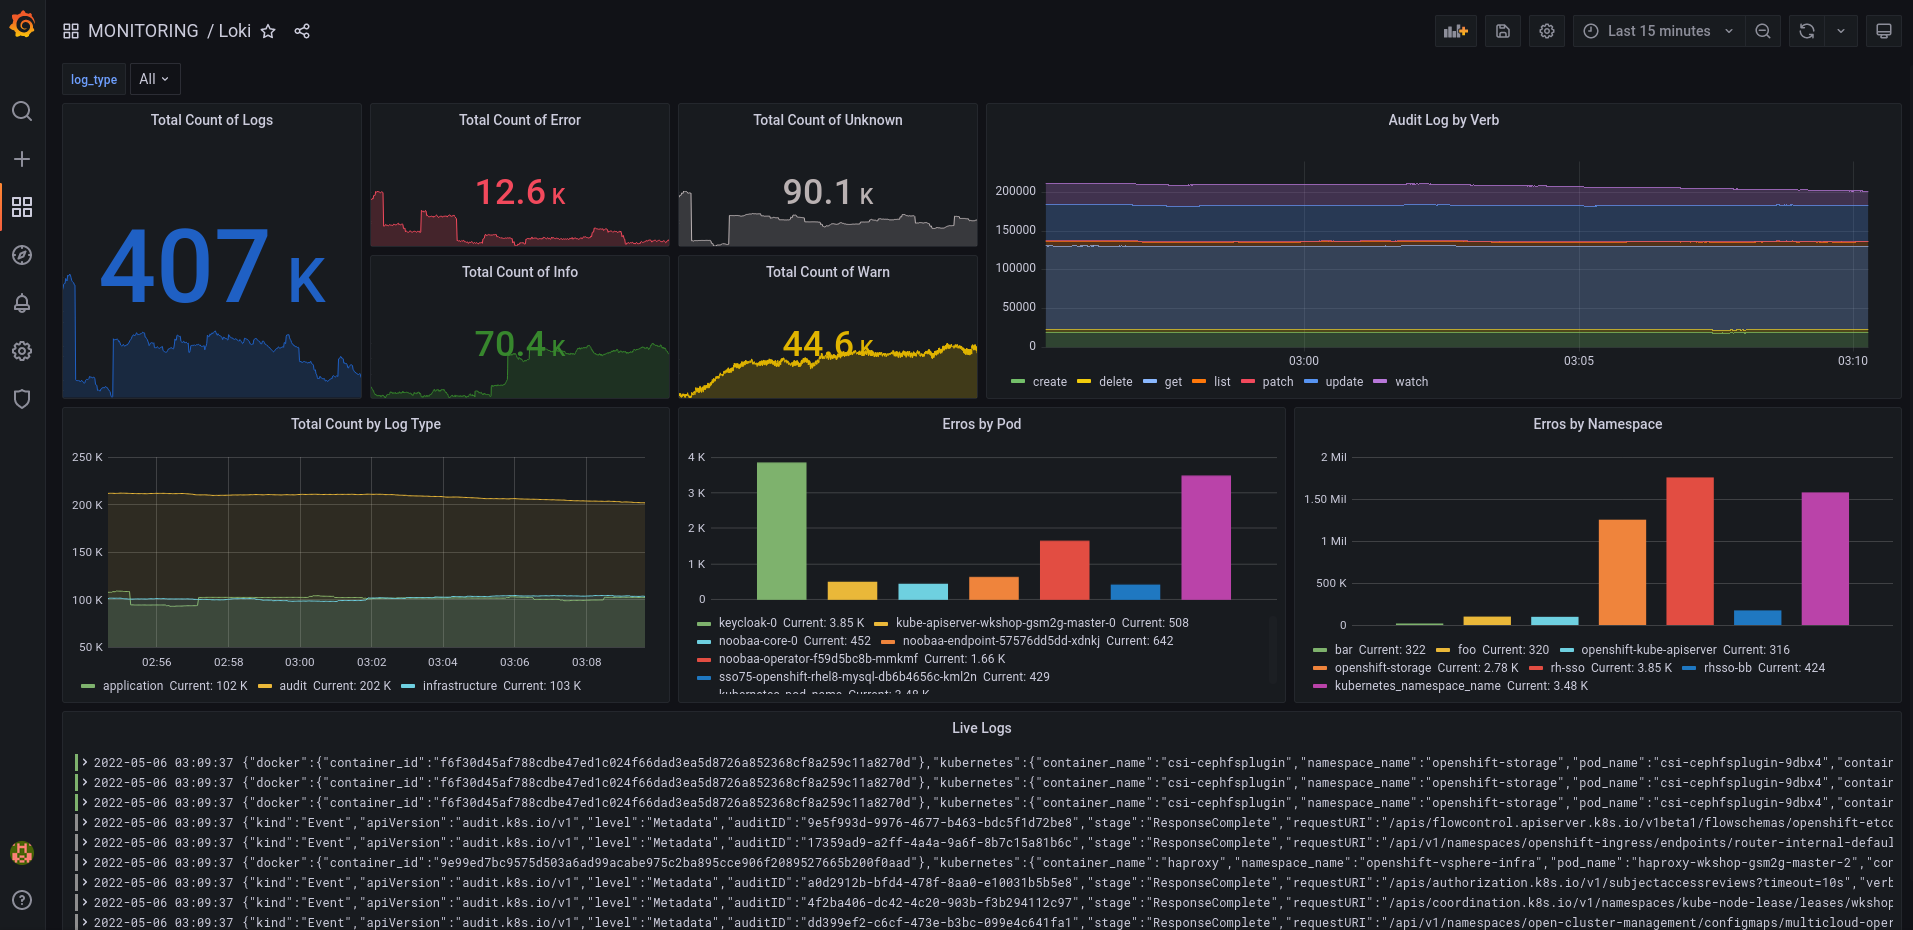 MONITORING / Loki
Last 15 minutes
log_type All
Total Count of Logs
407 K
Total Count of Error
12.6 K
Total Count of Unknown
90.1 K
Total Count of Info
70.4 K
Total Count of Warn
44.6 K
Audit Log by Verb
200000
150000
100000
50000
0
03:00 03:05 03:10
create delete get list patch update watch
Total Count by Log Type
250 K
200 K
150 K
100 K
50 K
02:56 02:58 03:00 03:02 03:04 03:06 03:08
application Current: 102 K audit Current: 202 K infrastructure Current: 103 K
Erros by Pod
4 K
3 K
2 K
1 K
0
keycloak-0 Current: 3.85 K kube-apiserver-wkshop-gsm2g-master-0 Current: 508
noobaa-core-0 Current: 452 noobaa-endpoint-57576dd5dd-xdnkj Current: 642
noobaa-operator-f59d5bc8b-mmkmf Current: 1.66 K
sso75-openshift-rhel8-mysql-db6b4656c-kml2n Current: 429
kubernetes_pod_name Current: 3.48 K
Erros by Namespace
2 Mil
1.50 Mil
1 Mil
500 K
0
bar Current: 322 foo Current: 320 openshift-kube-apiserver Current: 316
openshift-storage Current: 2.78 K rh-sso Current: 3.85 K rhsso-bb Current: 424
kubernetes_namespace_name Current: 3.48 K
Live Logs
2022-05-06 03:09:37 {"docker":{"container_id":"f6f30d45af788cdbe47ed1c024f66dad3ea5d8726a852368cf8a259c11a8270d"},"kubernetes":{"container_name":"csi-cephfsplugin","namespace_name":"openshift-storage","pod_name":"csi-cephfsplugin-9dbx4","contain
2022-05-06 03:09:37 {"docker":{"container_id":"f6f30d45af788cdbe47ed1c024f66dad3ea5d8726a852368cf8a259c11a8270d"},"kubernetes":{"container_name":"csi-cephfsplugin","namespace_name":"openshift-storage","pod_name":"csi-cephfsplugin-9dbx4","contain
2022-05-06 03:09:37 {"docker":{"container_id":"f6f30d45af788cdbe47ed1c024f66dad3ea5d8726a852368cf8a259c11a8270d"},"kubernetes":{"container_name":"csi-cephfsplugin","namespace_name":"openshift-storage","pod_name":"csi-cephfsplugin-9dbx4","contain
2022-05-06 03:09:37 {"kind":"Event","apiVersion":"audit.k8s.io/v1","level":"Metadata","auditID":"9e5f993d-9976-4677-b463-bdc5f1d72be8","stage":"ResponseComplete","requestURI":"/apis/flowcontrol.apiserver.k8s.io/v1beta1/flowschemas/openshift-etcd
2022-05-06 03:09:37 {"kind":"Event","apiVersion":"audit.k8s.io/v1","level":"Metadata","auditID":"17359ad9-a2ff-4a4a-9a6f-8b7c15a81b6c","stage":"ResponseComplete","requestURI":"/api/v1/namespaces/openshift-ingress/endpoints/router-internal-defaul
2022-05-06 03:09:37 {"docker":{"container_id":"9e99ed7bc9575d503a6ad99acabe975c2ba895cce906f2089527665b200f0aad"},"kubernetes":{"container_name":"haproxy","namespace_name":"openshift-vsphere-infra","pod_name":"haproxy-wkshop-gsm2g-master-2","con
2022-05-06 03:09:37 {"kind":"Event","apiVersion":"audit.k8s.io/v1","level":"Metadata","auditID":"a0d2912b-bfd4-478f-8aa0-e10031b5b5e8","stage":"ResponseComplete","requestURI":"/apis/authorization.k8s.io/v1/subjectaccessreviews?timeout=10s","verb
2022-05-06 03:09:37 {"kind":"Event","apiVersion":"audit.k8s.io/v1","level":"Metadata","auditID":"4f2ba406-dc42-4c20-903b-f3b294112c97","stage":"ResponseComplete","requestURI":"/apis/coordination.k8s.io/v1/namespaces/kube-node-lease/leases/wkshop
2022-05-06 03:09:37 {"kind":"Event","apiVersion":"audit.k8s.io/v1","level":"Metadata","auditID":"dd399ef2-c6cf-473e-b3bc-099e4c641fa1","stage":"ResponseComplete","requestURI":"/api/v1/namespaces/open-cluster-management/configmaps/multicloud-oper